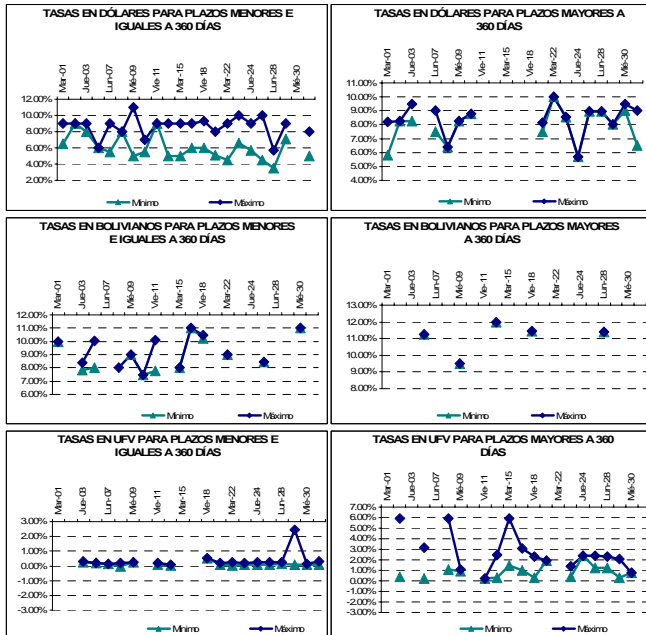 TASAS EN DÓLARES PARA PLAZOS MENORES E
IGUALES A 360 DÍAS
Mar-01 Jue-03 Lun-07 Mié-09 Vie-11 Mar-15 Vie-18 Mar-22 Jue-24 Lun-28 Mié-30
12.00%
10.00%
8.00%
6.00%
4.00%
2.00%
Mínimo Máximo
TASAS EN DÓLARES PARA PLAZOS MAYORES A
360 DÍAS
Mar-01 Jue-03 Lun-07 Mié-09 Vie-11 Mar-15 Vie-18 Mar-22 Jue-24 Lun-28 Mié-30
11.00%
10.00%
9.00%
8.00%
7.00%
6.00%
5.00%
4.00%
Mínimo Máximo
TASAS EN BOLIVIANOS PARA PLAZOS MENORES
E IGUALES A 360 DÍAS
Mar-01 Jue-03 Lun-07 Mié-09 Vie-11 Mar-15 Vie-18 Mar-22 Jue-24 Lun-28 Mié-30
12.00%
11.00%
10.00%
9.00%
8.00%
7.00%
6.00%
Mínimo Máximo
TASAS EN BOLIVIANOS PARA PLAZOS MAYORES
A 360 DÍAS
Mar-01 Jue-03 Lun-07 Mié-09 Vie-11 Mar-15 Vie-18 Mar-22 Jue-24 Lun-28 Mié-30
13.00%
12.00%
11.00%
10.00%
9.00%
8.00%
Mínimo Máximo
TASAS EN UFV PARA PLAZOS MENORES E
IGUALES A 360 DÍAS
Mar-01 Jue-03 Lun-07 Mié-09 Vie-11 Mar-15 Vie-18 Mar-22 Jue-24 Lun-28 Mié-30
3.00%
2.00%
1.00%
0.00%
-1.00%
-2.00%
-3.00%
Mínimo Máximo
TASAS EN UFV PARA PLAZOS MAYORES A 360
DÍAS
Mar-01 Jue-03 Lun-07 Mié-09 Vie-11 Mar-15 Vie-18 Mar-22 Jue-24 Lun-28 Mié-30
7.00%
6.00%
5.00%
4.00%
3.00%
2.00%
1.00%
0.00%
-1.00%
-2.00%
-3.00%
Mínimo Máximo